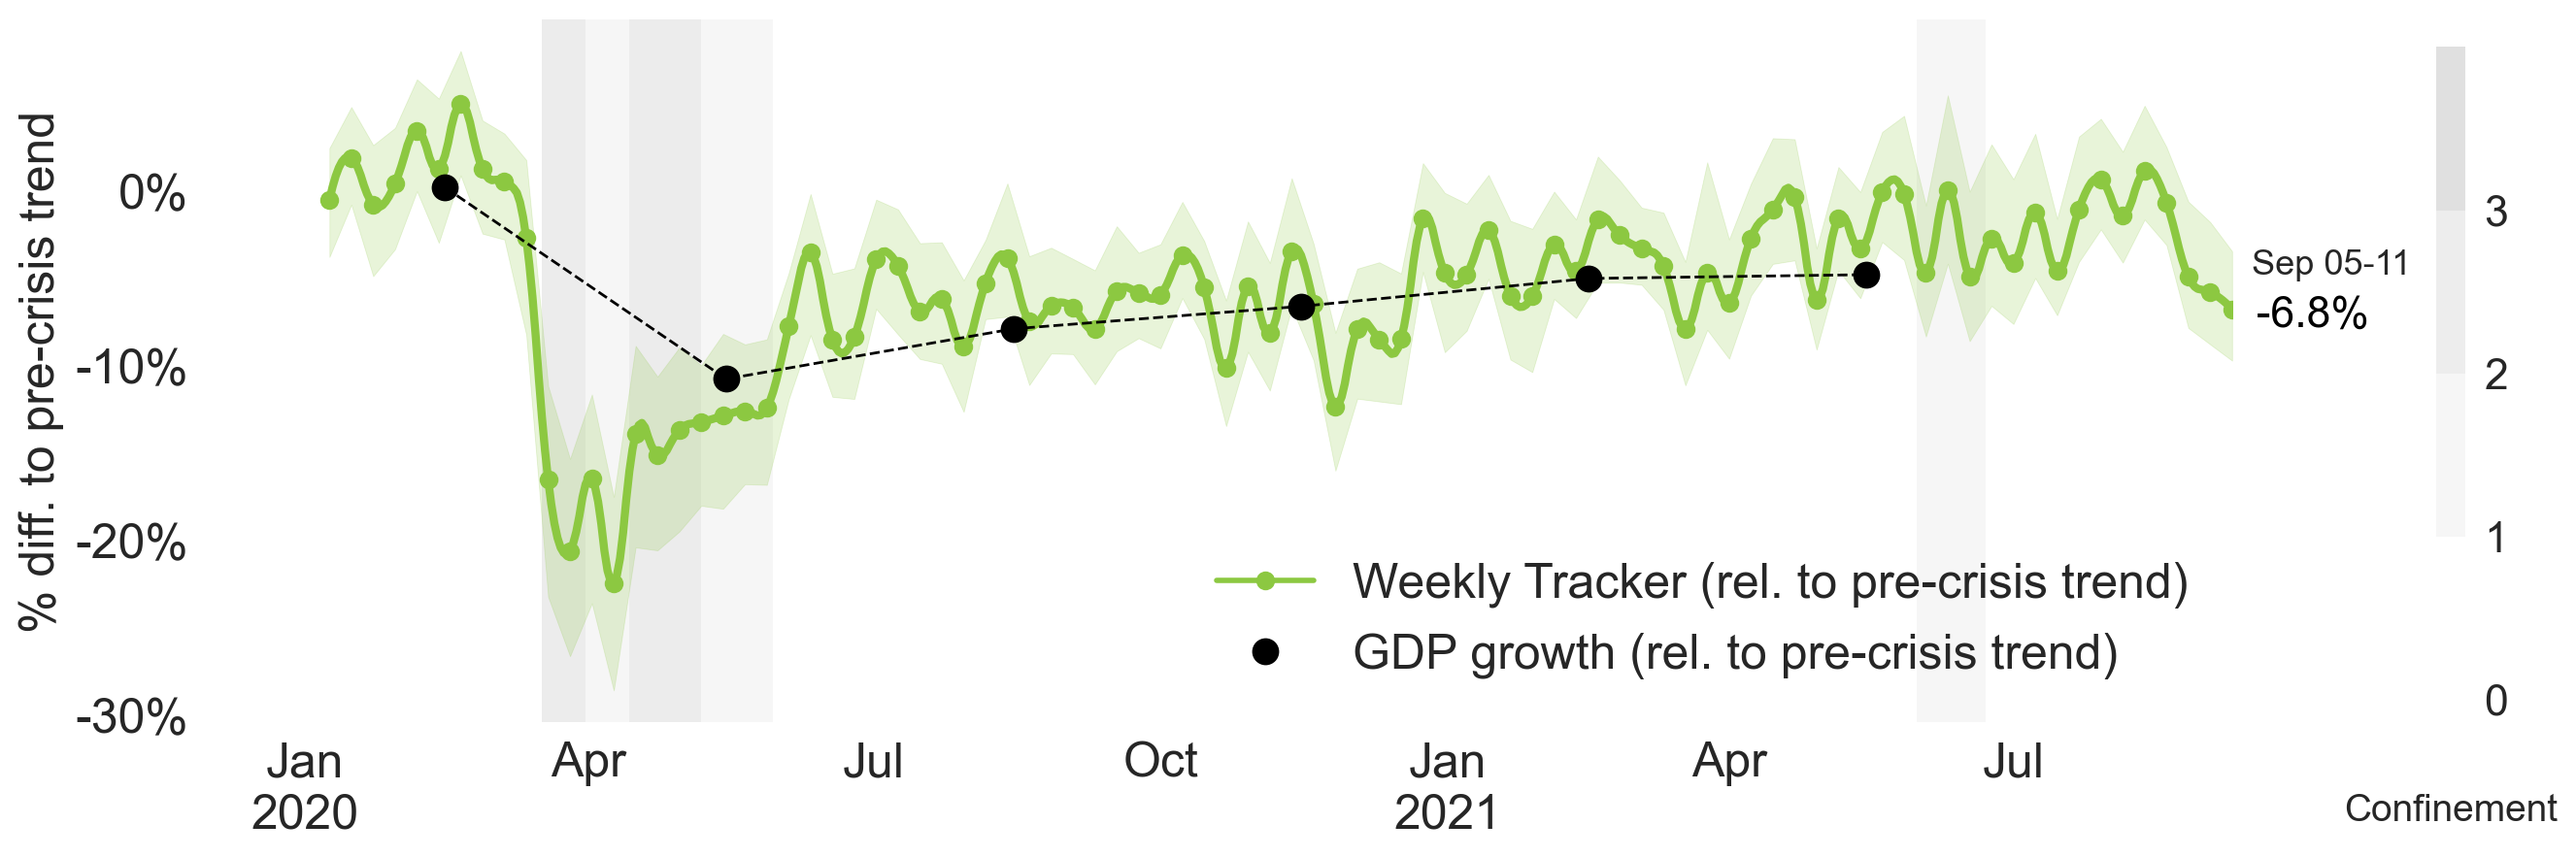 % diff. to pre-crisis trend
0%
-10%
-20%
-30%
Jan
2020
Apr
Jul
Oct
Jan
2021
Apr
Jul
Sep 05-11
-6.8%
Weekly Tracker (rel. to pre-crisis trend)
GDP growth (rel. to pre-crisis trend)
3
2
1
0
Confinement